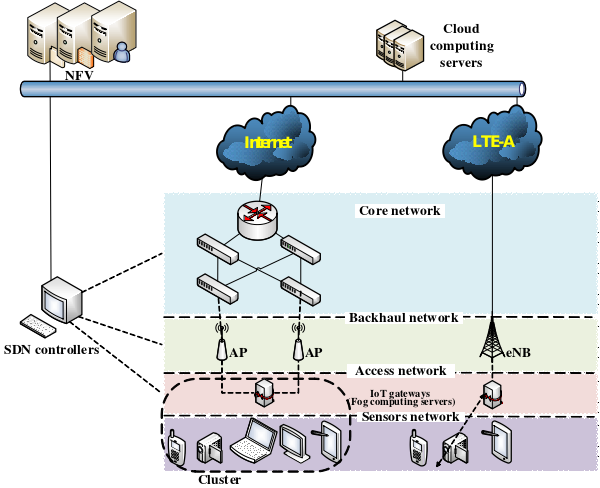 Cloud
computing
servers
NFV
Internet
LTE-A
Core network
Backhaul network
SDN controllers
AP
AP
eNB
Access network
IoT gateways
(Fog computing servers)
Sensors network
Cluster